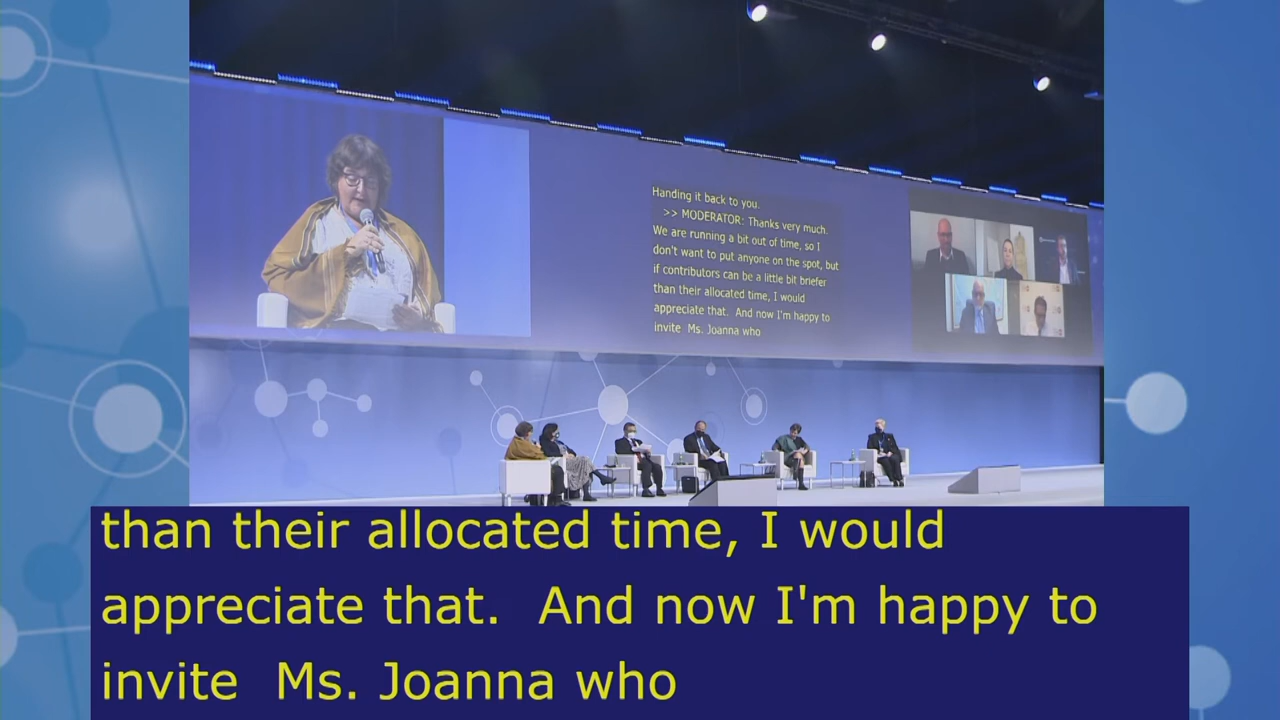 Handing it back to you.
>> MODERATOR: Thanks very much.
We are running a bit out of time, so I
don't want to put anyone on the spot, but
if contributors can be a little bit briefer
than their allocated time, I would
appreciate that.  And now I'm happy to
invite  Ms. Joanna who
than their allocated time, I would
appreciate that.  And now I'm happy to
invite  Ms. Joanna who